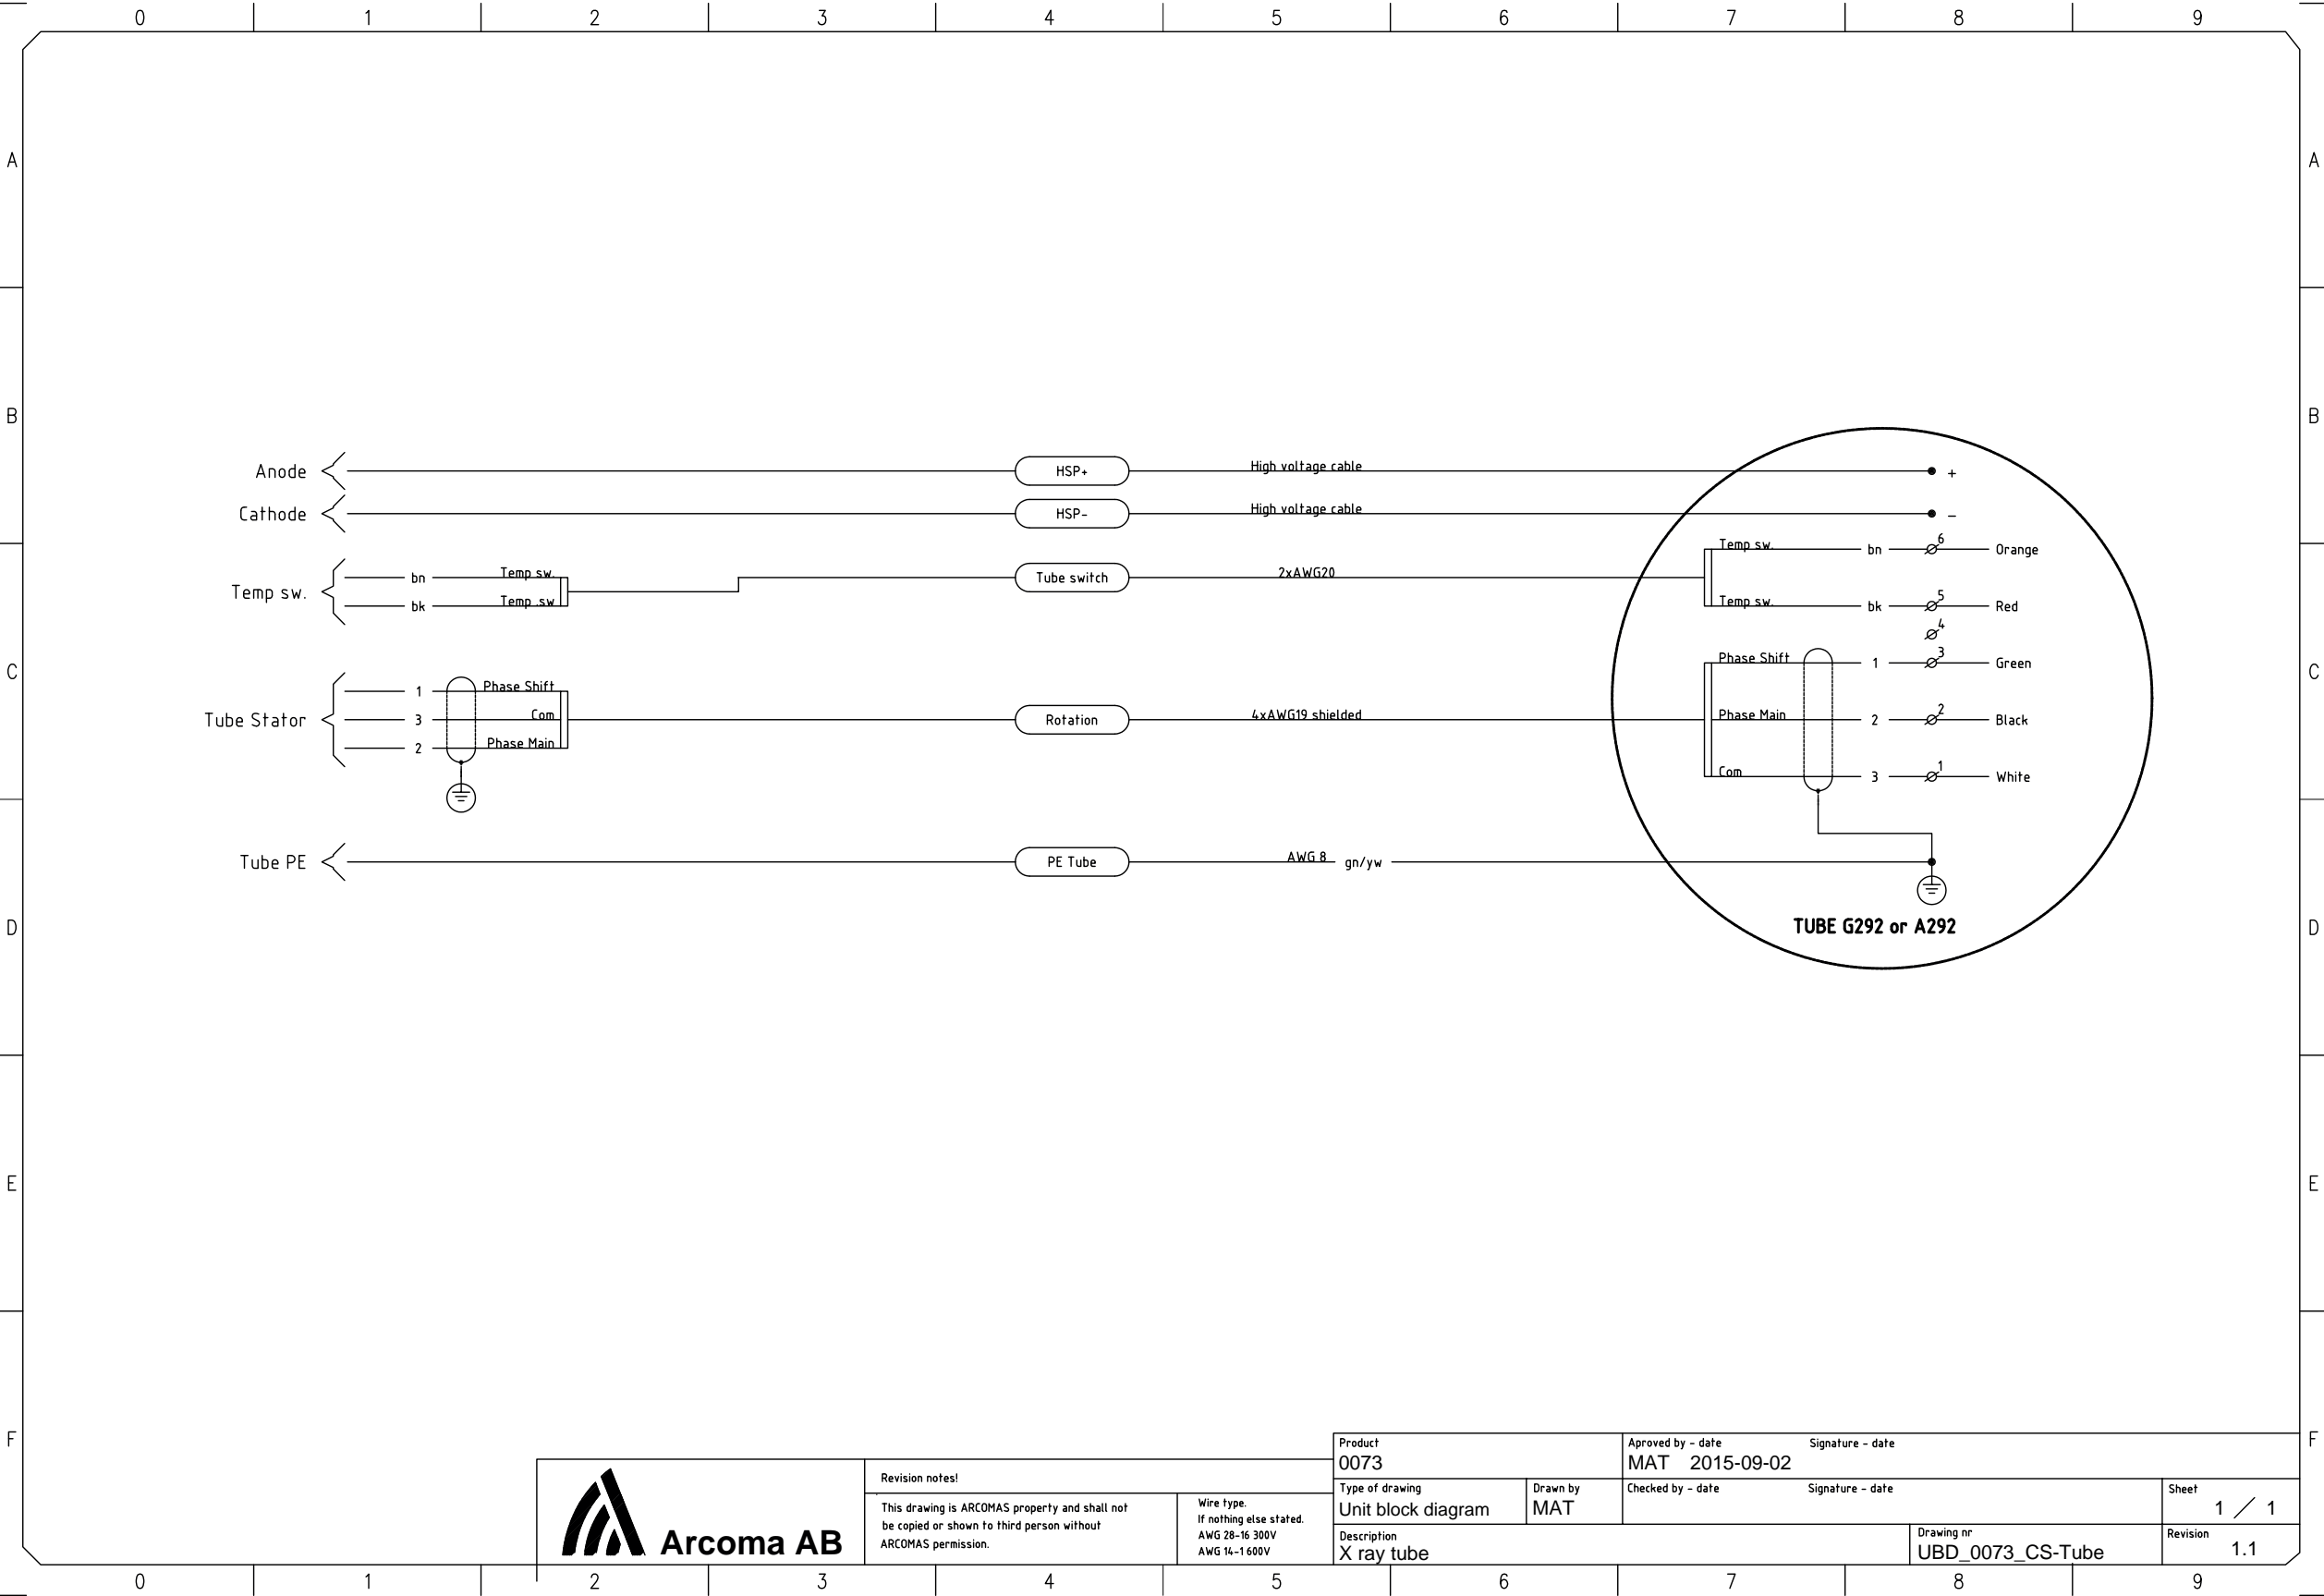 0 1 2 3 4 5 6 7 8 9
A A
B B
Anode HSP+ High voltage cable +
Cathode HSP- High voltage cable -
Temp sw. bn 6 Orange
bn Temp sw. Tube switch 2xAWG20
Temp sw.
bk Temp .sw Temp sw. bk 5 Red
4
C C
Phase Shift 1 3 Green
1 Phase Shift
Tube Stator 3 Com Rotation 4xAWG19 shielded Phase Main 2 2 Black
2 Phase Main
Com 3 1 White
Tube PE PE Tube AWG 8 gn/yw
TUBE G292 or A292
D D
E E
F F
Arcoma AB
Revision notes!
This drawing is ARCOMAS property and shall not
be copied or shown to third person without
ARCOMAS permission.
Wire type.
If nothing else stated.
AWG 28-16 300V
AWG 14-1 600V
Product
0073
Aproved by - date Signature - date
MAT 2015-09-02
Type of drawing
Unit block diagram
Drawn by
MAT
Checked by - date Signature - date
Sheet
1 / 1
Description
X ray tube
Drawing nr
UBD_0073_CS-Tube
Revision
1.1
0 1 2 3 4 5 6 7 8 9